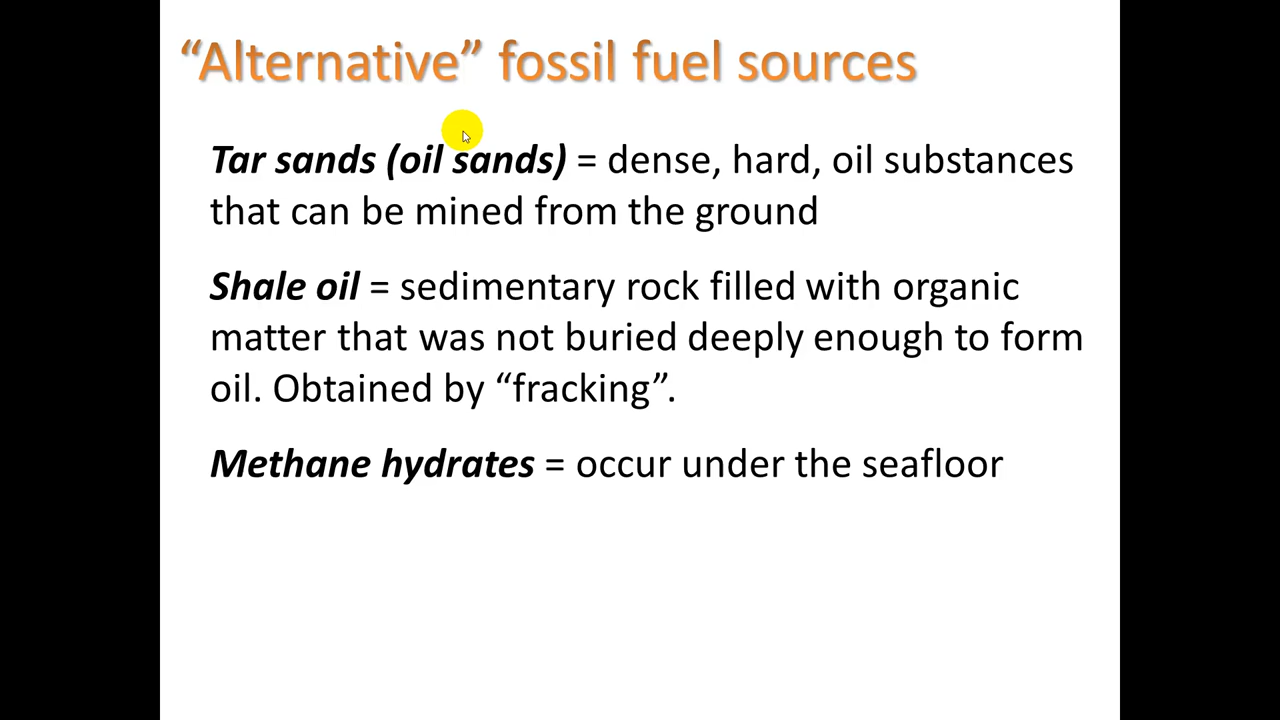 “Alternative” fossil fuel sources
Tar sands (oil sands) = dense, hard, oil substances
that can be mined from the ground
Shale oil = sedimentary rock filled with organic
matter that was not buried deeply enough to form
oil. Obtained by “fracking”.
Methane hydrates = occur under the seafloor